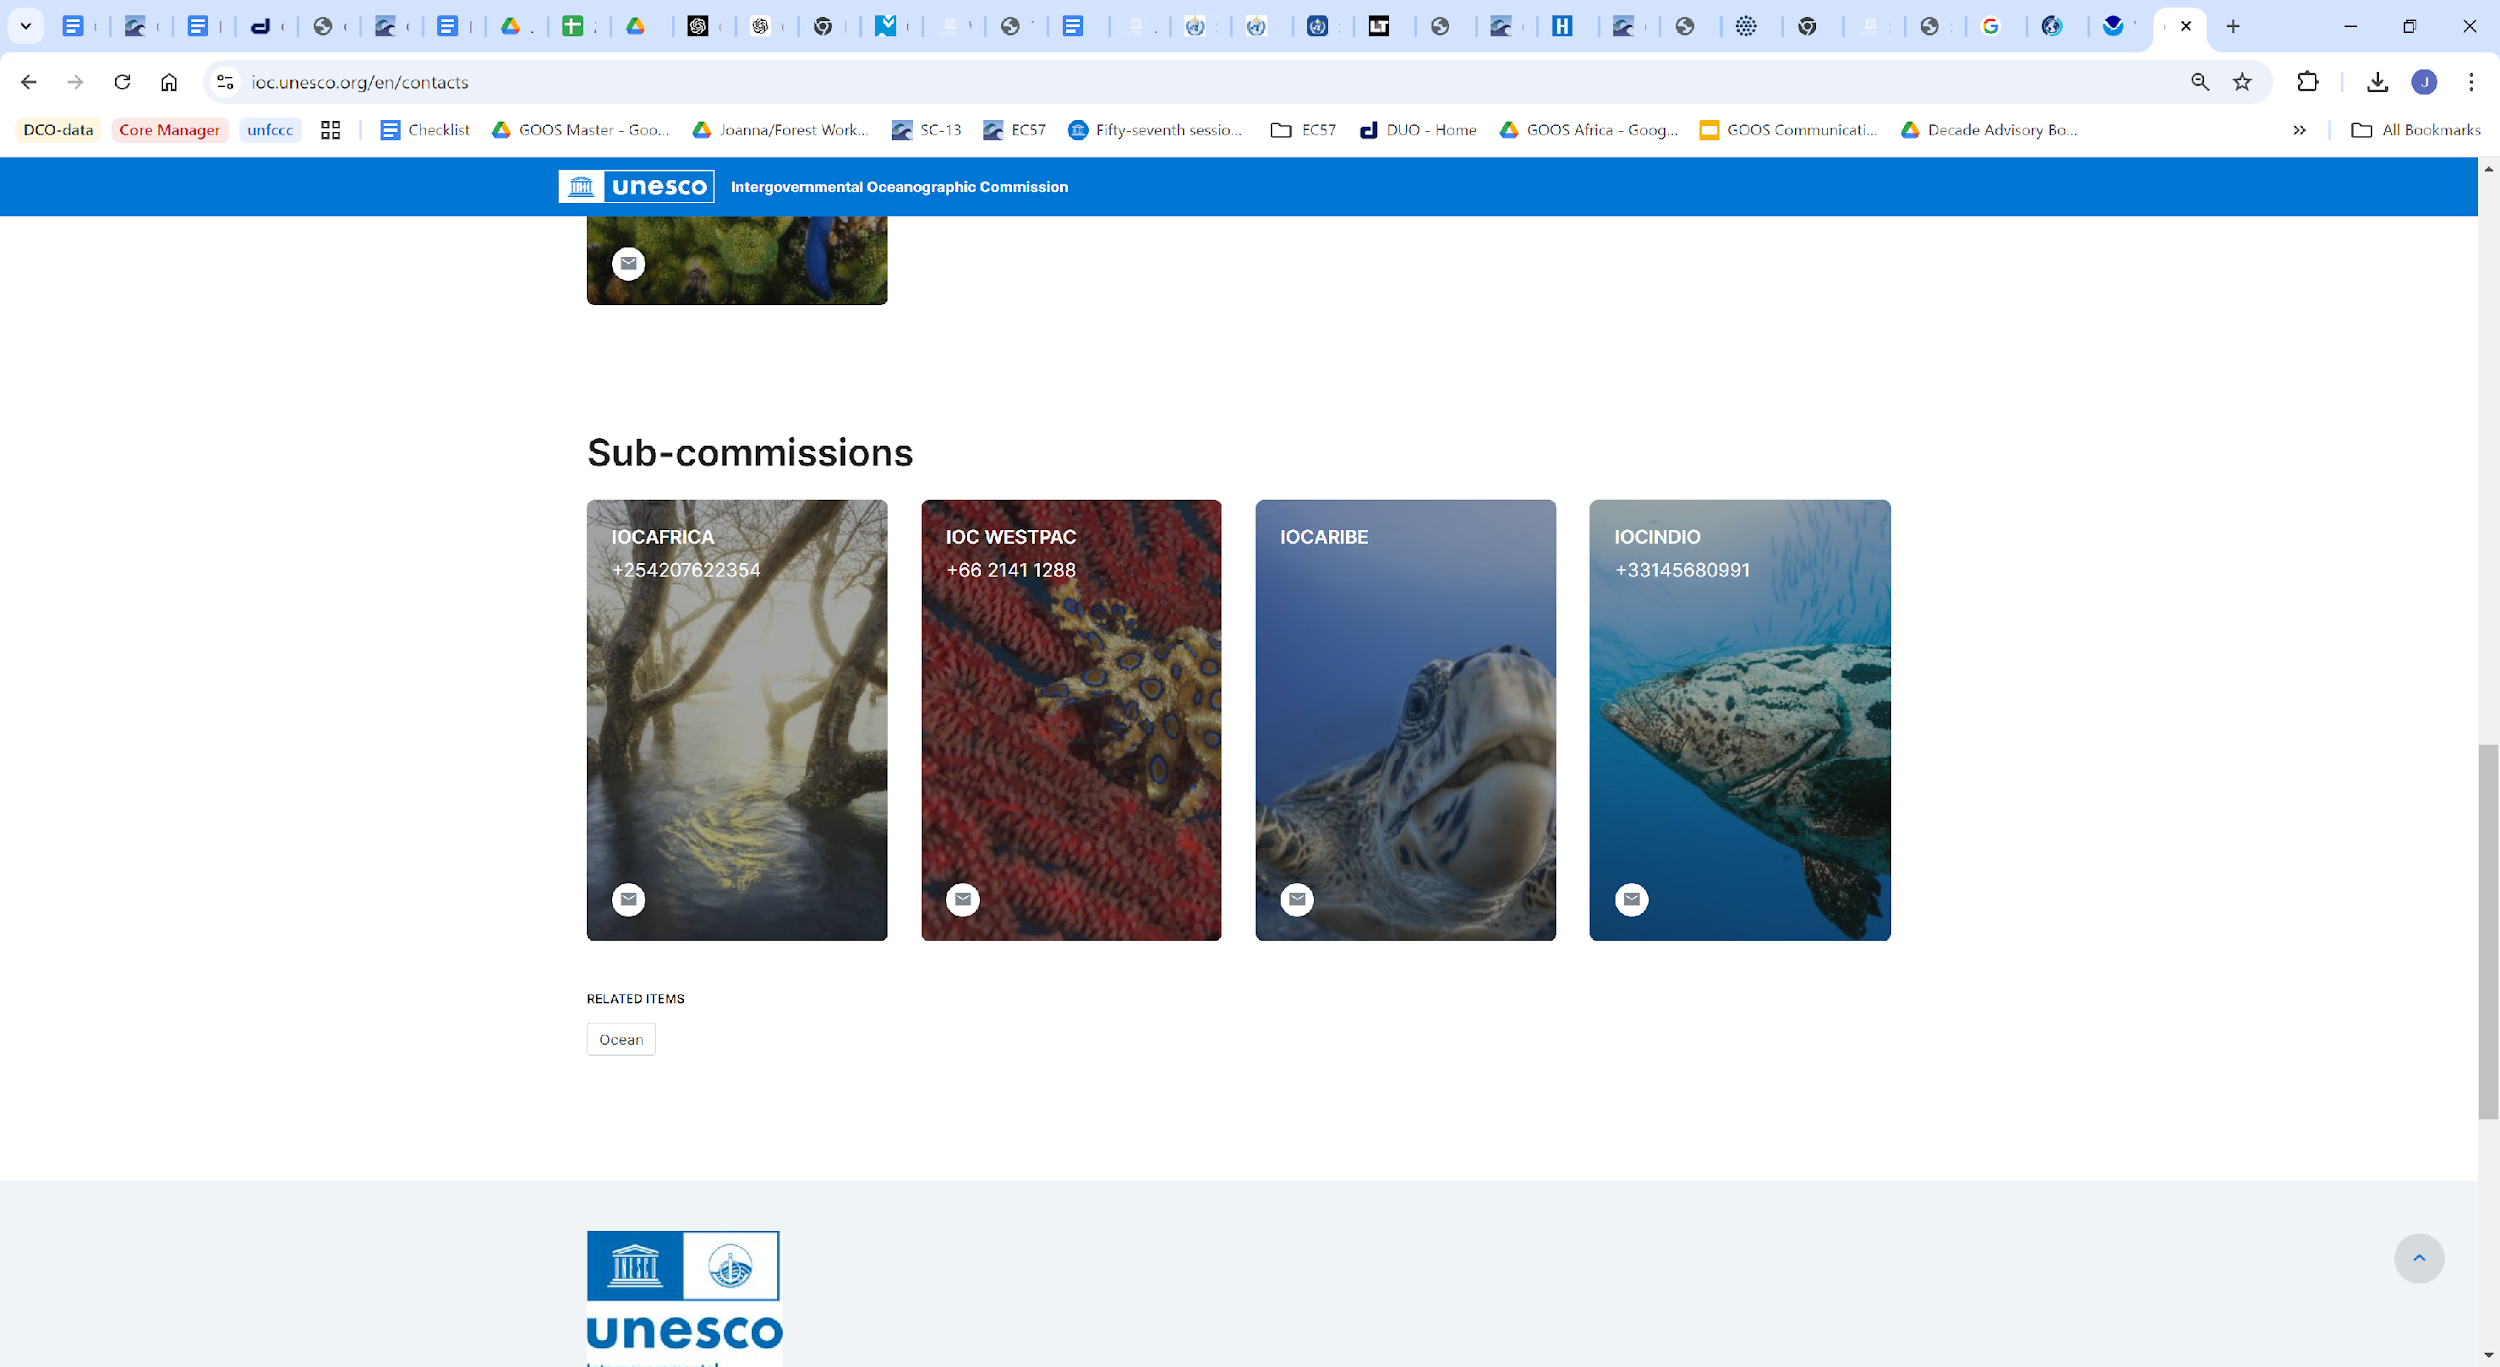 ioc.unesco.org/en/contacts
DCO-data Core Manager unfccc Checklist GOOS Master - Goo... Joanna/Forest Work... SC-13 EC57 Fifty-seventh sessio... EC57 DUO - Home GOOS Africa - Goog... GOOS Communicati... Decade Advisory Bo... All Bookmarks
unesco Intergovernmental Oceanographic Commission
Sub-commissions
IOCAFRICA
+254207622354
IOC WESTPAC
+66 2141 1288
IOCARIBE
IOCINDIO
+33145680991
RELATED ITEMS
Ocean
UNESCO
unesco